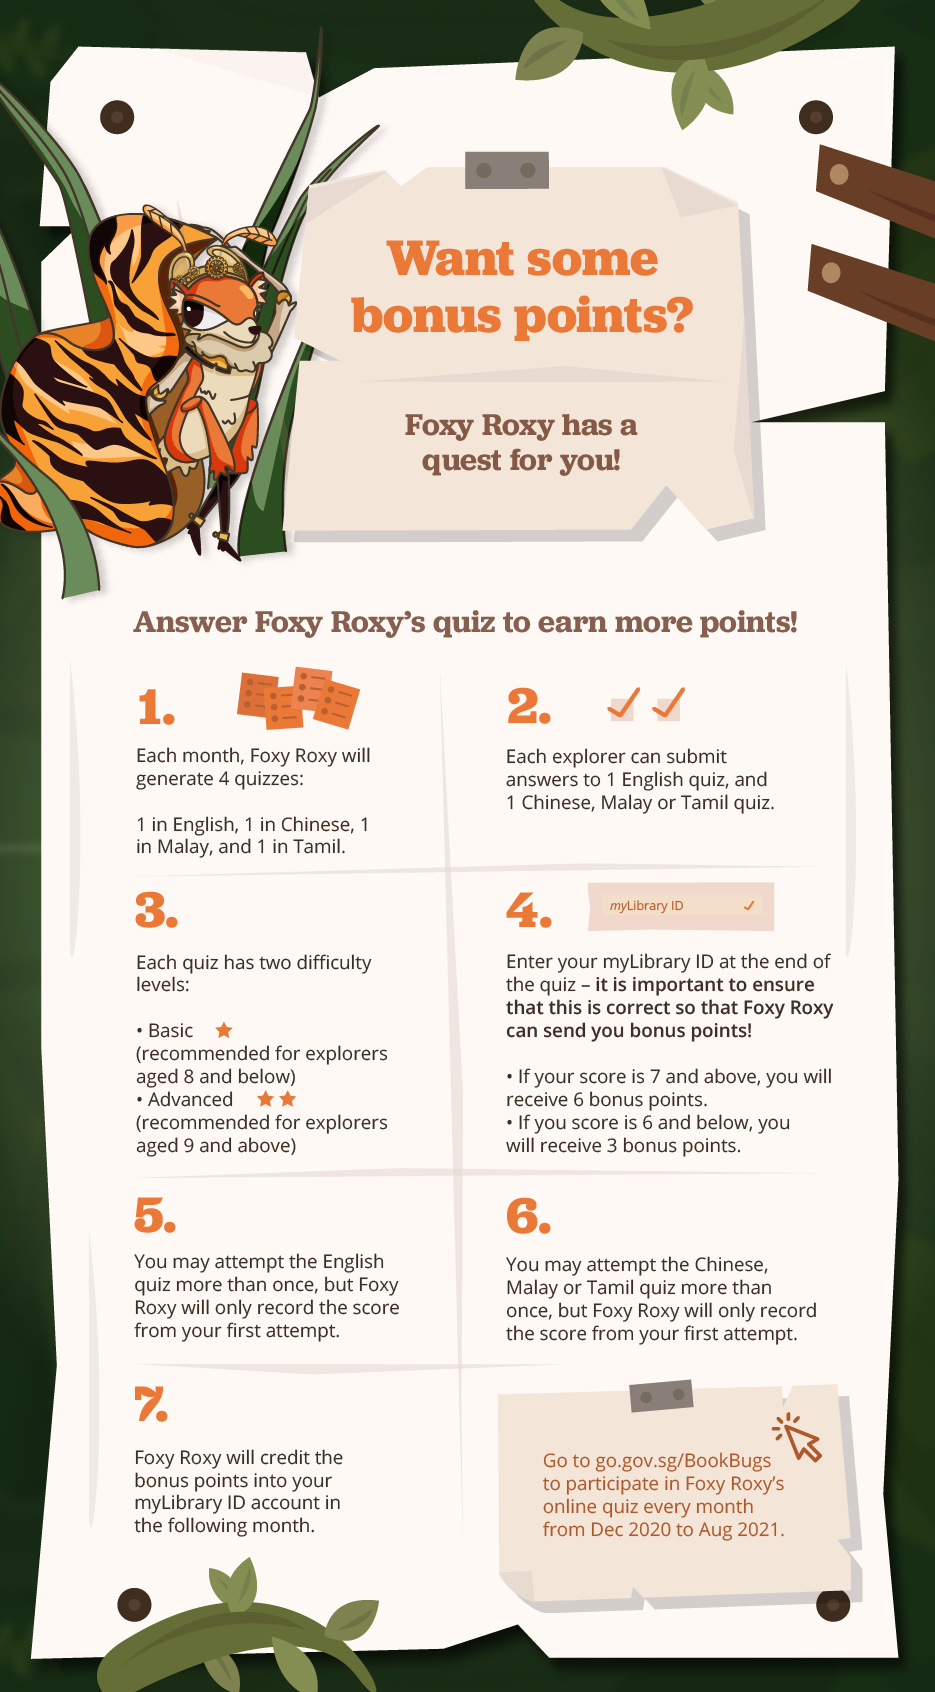 Want some
bonus points?
Foxy Roxy has a
quest for you!
Answer Foxy Roxy’s quiz to earn more points!
1.
Each month, Foxy Roxy will
generate 4 quizzes:
1 in English, 1 in Chinese, 1
in Malay, and 1 in Tamil.
2.
Each explorer can submit
answers to 1 English quiz, and
1 Chinese, Malay or Tamil quiz.
3.
Each quiz has two difficulty
levels:
• Basic
(recommended for explorers
aged 8 and below)
• Advanced
(recommended for explorers
aged 9 and above)
4.
myLibrary ID
Enter your myLibrary ID at the end of
the quiz – it is important to ensure
that this is correct so that Foxy Roxy
can send you bonus points!
• If your score is 7 and above, you will
receive 6 bonus points.
• If you score is 6 and below, you
will receive 3 bonus points.
5.
You may attempt the English
quiz more than once, but Foxy
Roxy will only record the score
from your first attempt.
6.
You may attempt the Chinese,
Malay or Tamil quiz more than
once, but Foxy Roxy will only record
the score from your first attempt.
7.
Foxy Roxy will credit the
bonus points into your
myLibrary ID account in
the following month.
Go to go.gov.sg/BookBugs
to participate in Foxy Roxy’s
online quiz every month
from Dec 2020 to Aug 2021.